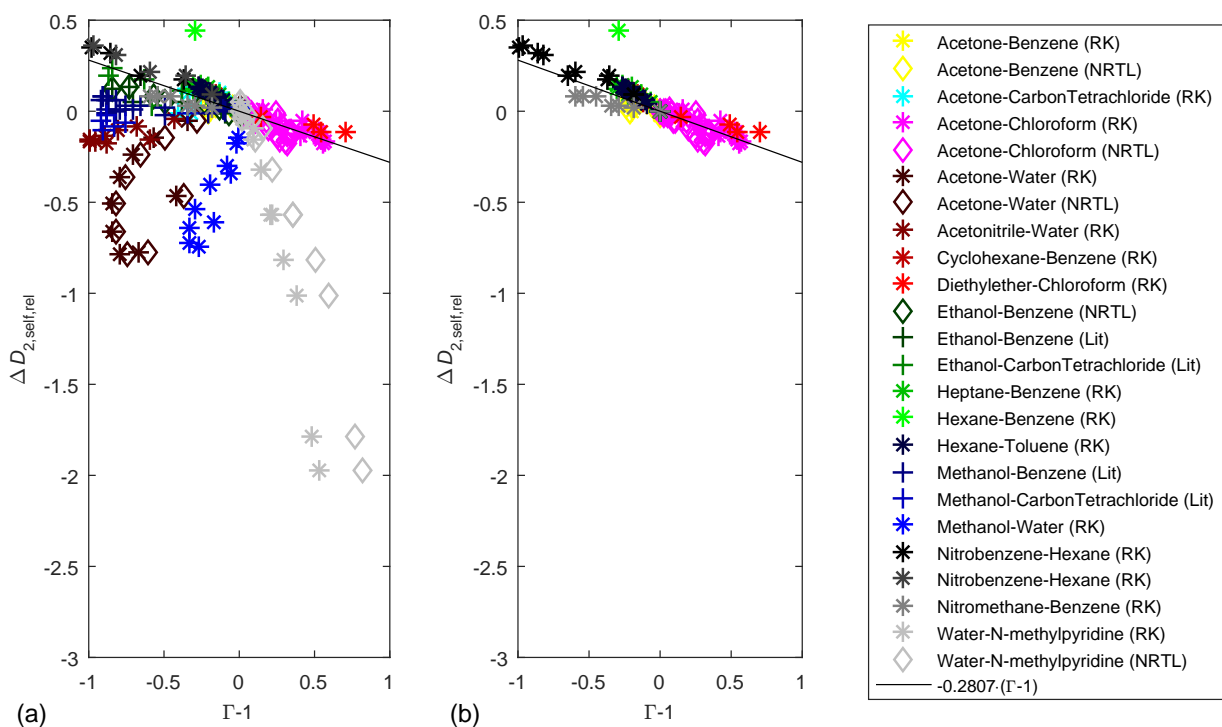 0.5
0
-0.5
-1
-1.5
-2
-2.5
-3
-1
-0.5
0
0.5
1
Δ D2,self,rel
Γ-1
(a)
0.5
0
-0.5
-1
-1.5
-2
-2.5
-3
-1
-0.5
0
0.5
1
Δ D2,self,rel
Γ-1
(b)
Acetone-Benzene (RK)
Acetone-Benzene (NRTL)
Acetone-CarbonTetrachloride (RK)
Acetone-Chloroform (RK)
Acetone-Chloroform (NRTL)
Acetone-Water (RK)
Acetone-Water (NRTL)
Acetonitrile-Water (RK)
Cyclohexane-Benzene (RK)
Diethylether-Chloroform (RK)
Ethanol-Benzene (NRTL)
Ethanol-Benzene (Lit)
Ethanol-CarbonTetrachloride (Lit)
Heptane-Benzene (RK)
Hexane-Benzene (RK)
Hexane-Toluene (RK)
Methanol-Benzene (Lit)
Methanol-CarbonTetrachloride (Lit)
Methanol-Water (RK)
Nitrobenzene-Hexane (RK)
Nitrobenzene-Hexane (RK)
Nitromethane-Benzene (RK)
Water-N-methylpyridine (RK)
Water-N-methylpyridine (NRTL)
-0.2807·(Γ-1)